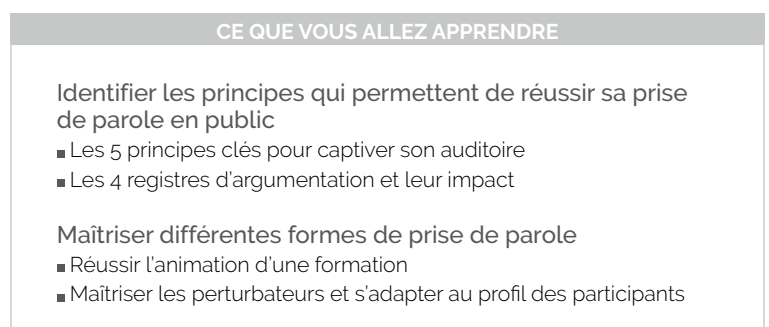 CE QUE VOUS ALLEZ APPRENDRE
Identifier les principes qui permettent de réussir sa prise
de parole en public
■ Les 5 principes clés pour captiver son auditoire
■ Les 4 registres d'argumentation et leur impact
Maîtriser différentes formes de prise de parole
■ Réussir l'animation d'une formation
■ Maîtriser les perturbateurs et s'adapter au profil des participants